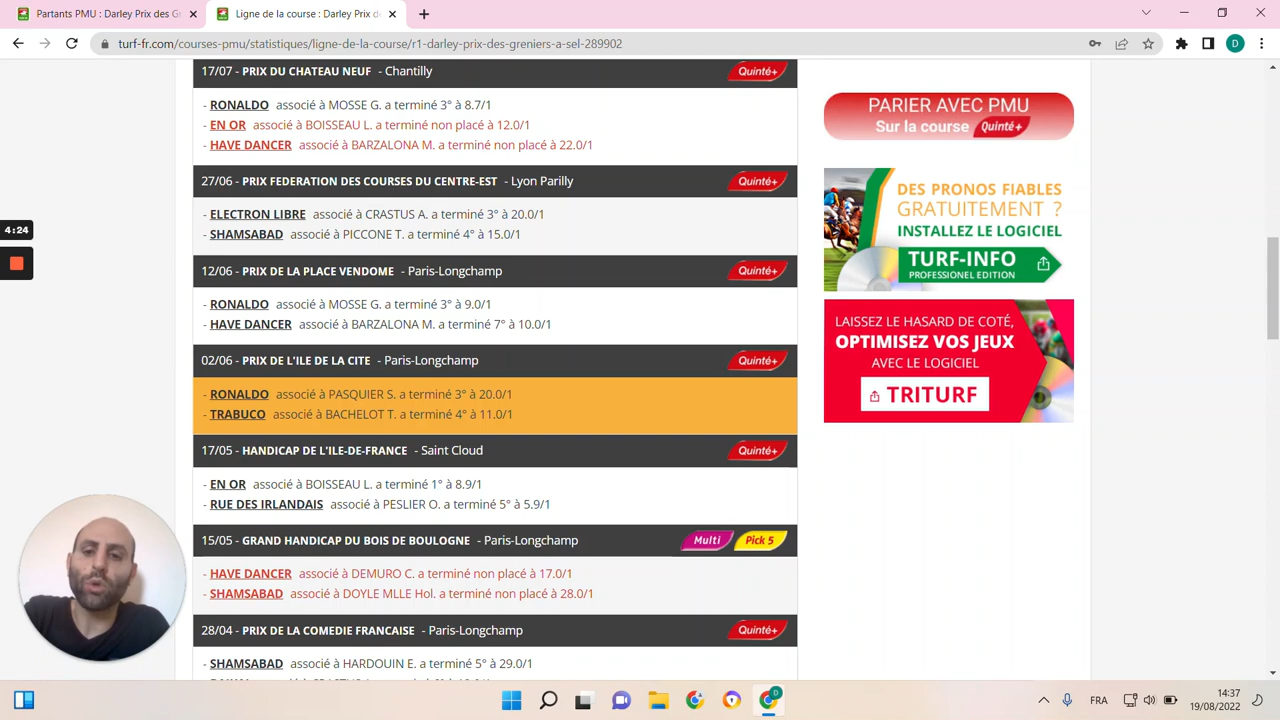 Partants PMU : Darley Prix des G
Ligne de la course : Darley Prix d
turf-fr.com/courses-pmu/statistiques/ligne-de-la-course/r1-darley-prix-des-greniers-a-sel-289902
D
17/07 - PRIX DU CHATEAU NEUF - Chantilly Quinté+
- RONALDO associé à MOSSE G. a terminé 3° à 8.7/1
- EN OR associé à BOISSEAU L. a terminé non placé à 12.0/1
- HAVE DANCER associé à BARZALONA M. a terminé non placé à 22.0/1
27/06 - PRIX FEDERATION DES COURSES DU CENTRE-EST - Lyon Parilly Quinté+
- ELECTRON LIBRE associé à CRASTUS A. a terminé 3° à 20.0/1
- SHAMSABAD associé à PICCONE T. a terminé 4° à 15.0/1
12/06 - PRIX DE LA PLACE VENDOME - Paris-Longchamp Quinté+
- RONALDO associé à MOSSE G. a terminé 3° à 9.0/1
- HAVE DANCER associé à BARZALONA M. a terminé 7° à 10.0/1
02/06 - PRIX DE L'ILE DE LA CITE - Paris-Longchamp Quinté+
- RONALDO associé à PASQUIER S. a terminé 3° à 20.0/1
- TRABUCO associé à BACHELOT T. a terminé 4° à 11.0/1
17/05 - HANDICAP DE L'ILE-DE-FRANCE - Saint Cloud Quinté+
- EN OR associé à BOISSEAU L. a terminé 1° à 8.9/1
- RUE DES IRLANDAIS associé à PESLIER O. a terminé 5° à 5.9/1
15/05 - GRAND HANDICAP DU BOIS DE BOULOGNE - Paris-Longchamp Multi Pick 5
- HAVE DANCER associé à DEMURO C. a terminé non placé à 17.0/1
- SHAMSABAD associé à DOYLE MLLE Hol. a terminé non placé à 28.0/1
28/04 - PRIX DE LA COMEDIE FRANCAISE - Paris-Longchamp Quinté+
- SHAMSABAD associé à HARDOUIN E. a terminé 5° à 29.0/1
PARIER AVEC PMU
Sur la course Quinté+
DES PRONOS FIABLES
GRATUITEMENT ?
INSTALLEZ LE LOGICIEL
TURF-INFO
PROFESSIONEL EDITION
LAISSEZ LE HASARD DE COTÉ,
OPTIMISEZ VOS JEUX
AVEC LE LOGICIEL
TRITURF
4:24
D
FRA
14:37
19/08/2022